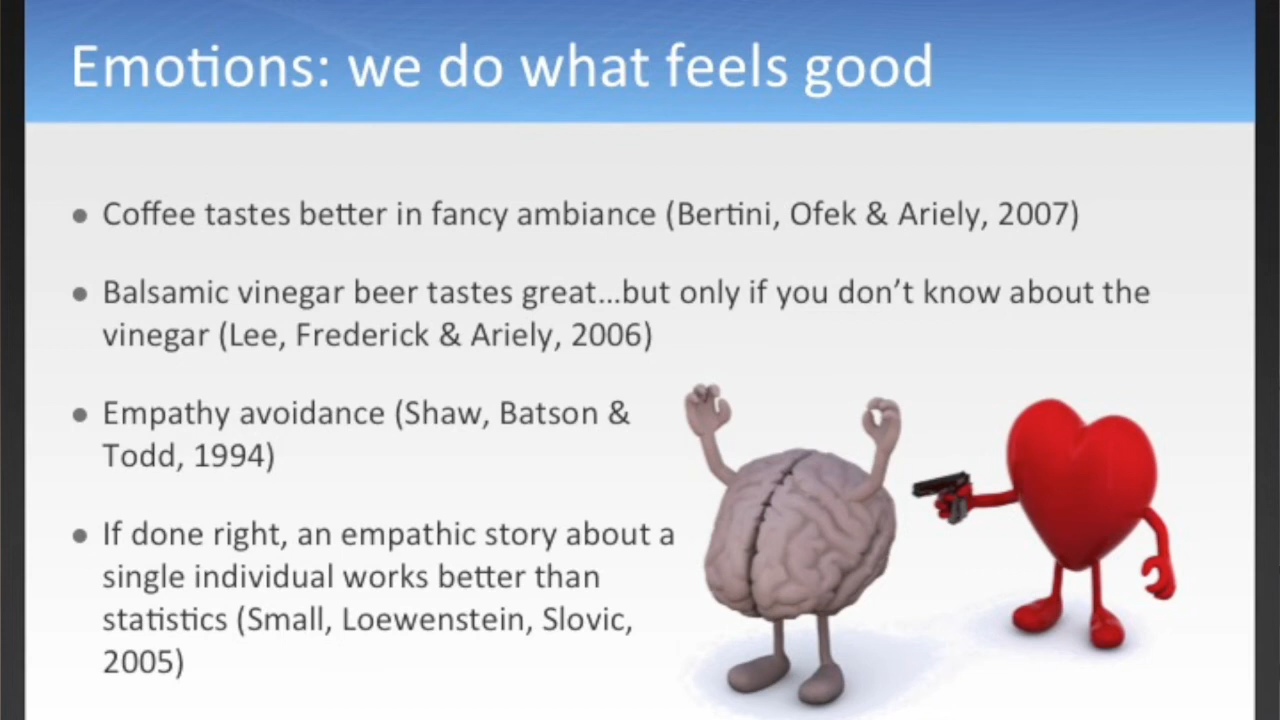 Emotions: we do what feels good
• Coffee tastes better in fancy ambiance (Bertini, Ofek & Ariely, 2007)
• Balsamic vinegar beer tastes great...but only if you don't know about the
vinegar (Lee, Frederick & Ariely, 2006)
• Empathy avoidance (Shaw, Batson &
Todd, 1994)
• If done right, an empathic story about a
single individual works better than
statistics (Small, Loewenstein, Slovic,
2005)